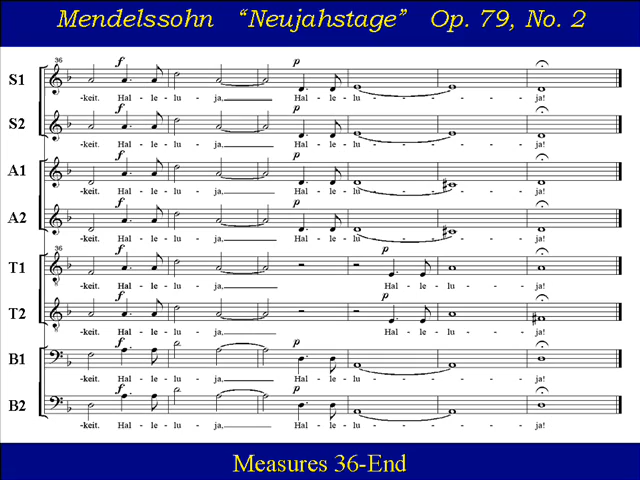 Mendelssohn "Neujahstage" Op. 79, No. 2
36 f p
S1
-keit. Hal - le - lu - ja, Hal - le - lu - - - - ja!
f p
S2
-keit. Hal - le - lu - ja, Hal - le - lu - - - - ja!
f p
A1
-keit. Hal - le - lu - ja, Hal - le - lu - - - - ja!
f p
A2
-keit. Hal - le - lu - ja, Hal - le - lu - - - - ja!
36 f p
T1
-keit. Hal - le - lu - ja, Hal - le - lu - ja!
f p
T2
-keit. Hal - le - lu - ja, Hal - le - lu - ja!
f p
B1
-keit. Hal - le - lu - ja, Hal - le - lu - - - - ja!
f p
B2
-keit. Hal - le - lu - ja, Hal - le - lu - - - - ja!
Measures 36-End